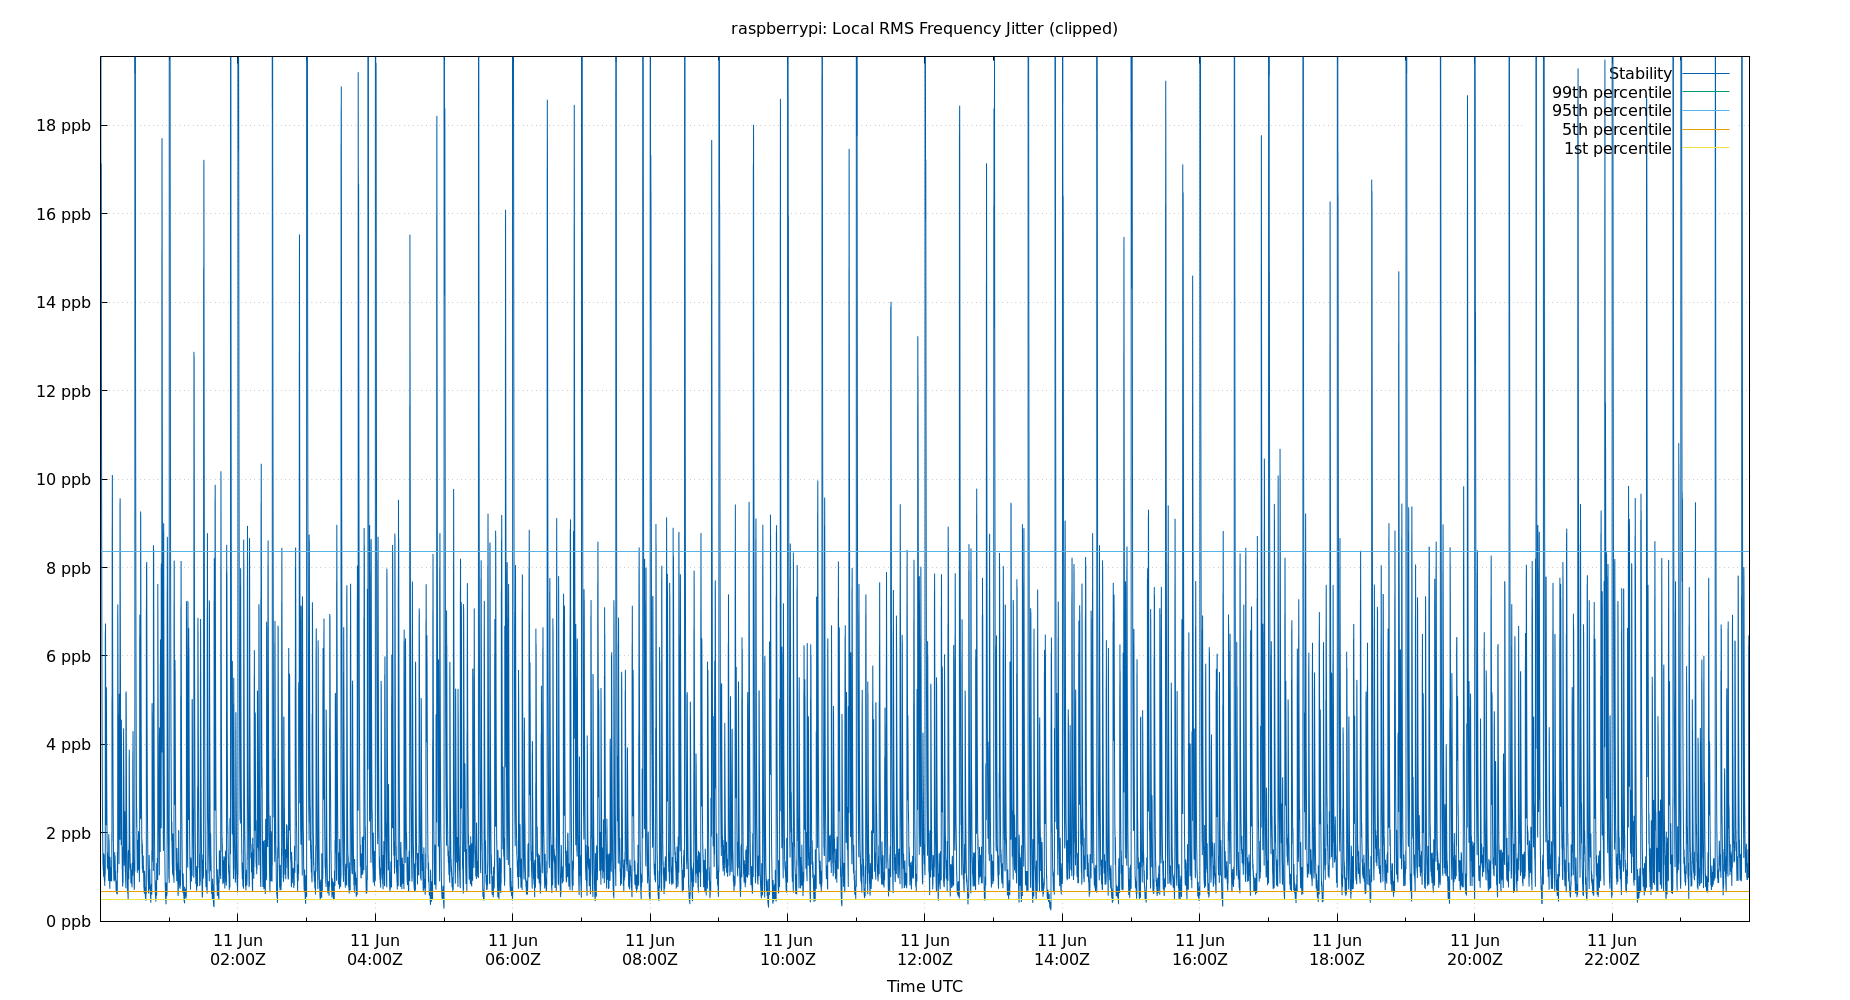 raspberrypi: Local RMS Frequency Jitter (clipped)
Stability
99th percentile
95th percentile
5th percentile
1st percentile
18 ppb
16 ppb
14 ppb
12 ppb
10 ppb
8 ppb
6 ppb
4 ppb
2 ppb
0 ppb
11 Jun 11 Jun 11 Jun 11 Jun 11 Jun 11 Jun 11 Jun 11 Jun 11 Jun 11 Jun 11 Jun
02:00Z 04:00Z 06:00Z 08:00Z 10:00Z 12:00Z 14:00Z 16:00Z 18:00Z 20:00Z 22:00Z
Time UTC